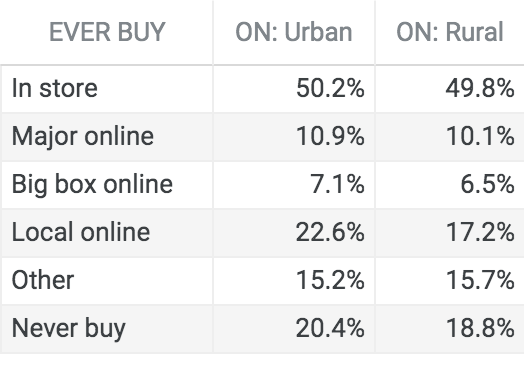 EVER BUY ON: Urban ON: Rural
In store 50.2% 49.8%
Major online 10.9% 10.1%
Big box online 7.1% 6.5%
Local online 22.6% 17.2%
Other 15.2% 15.7%
Never buy 20.4% 18.8%